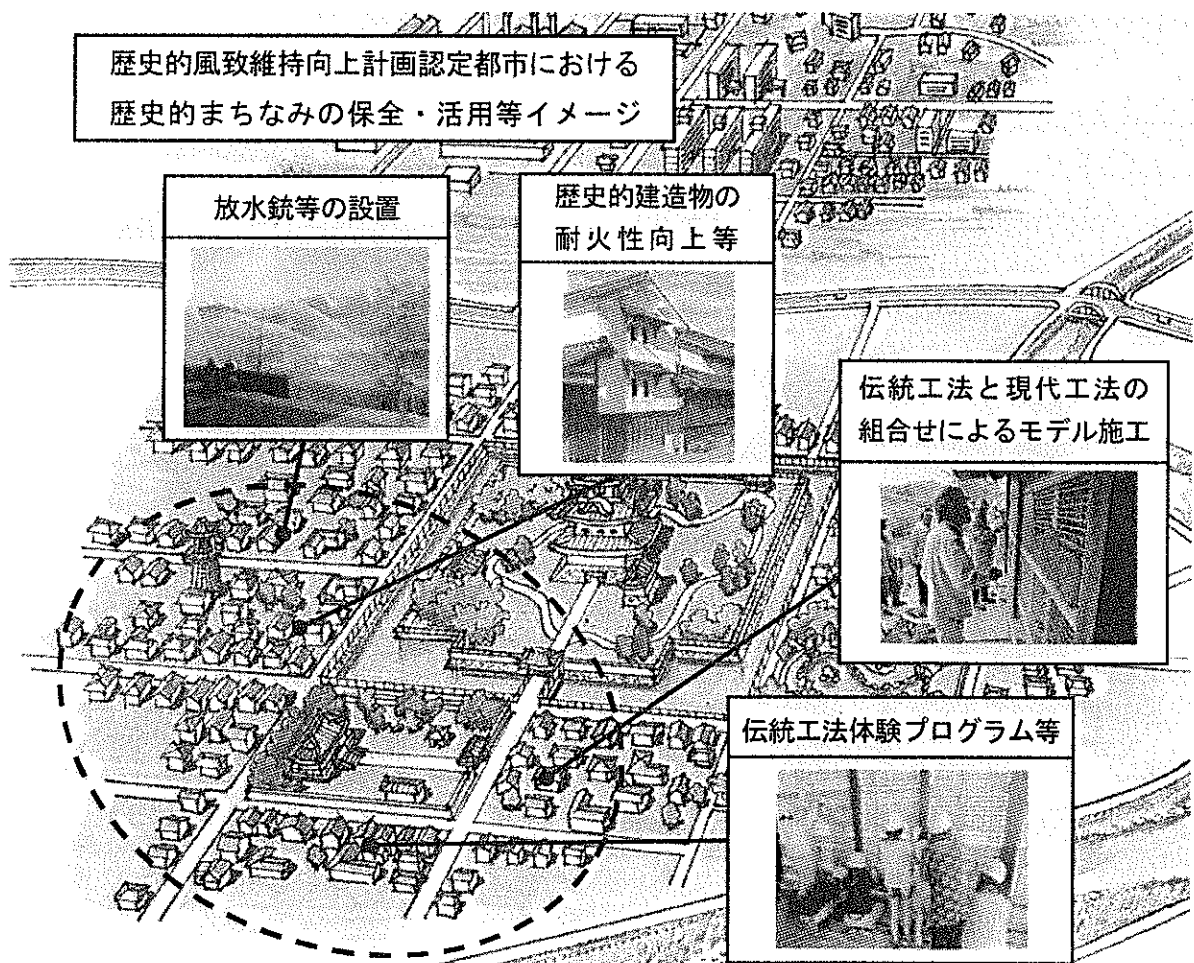 歴史的風致維持向上計画認定都市における
歴史的まちなみの保全・活用等イメージ
放水銃等の設置
歴史的建造物の
耐火性向上等
伝統工法と現代工法の
組合せによるモデル施工
伝統工法体験プログラム等